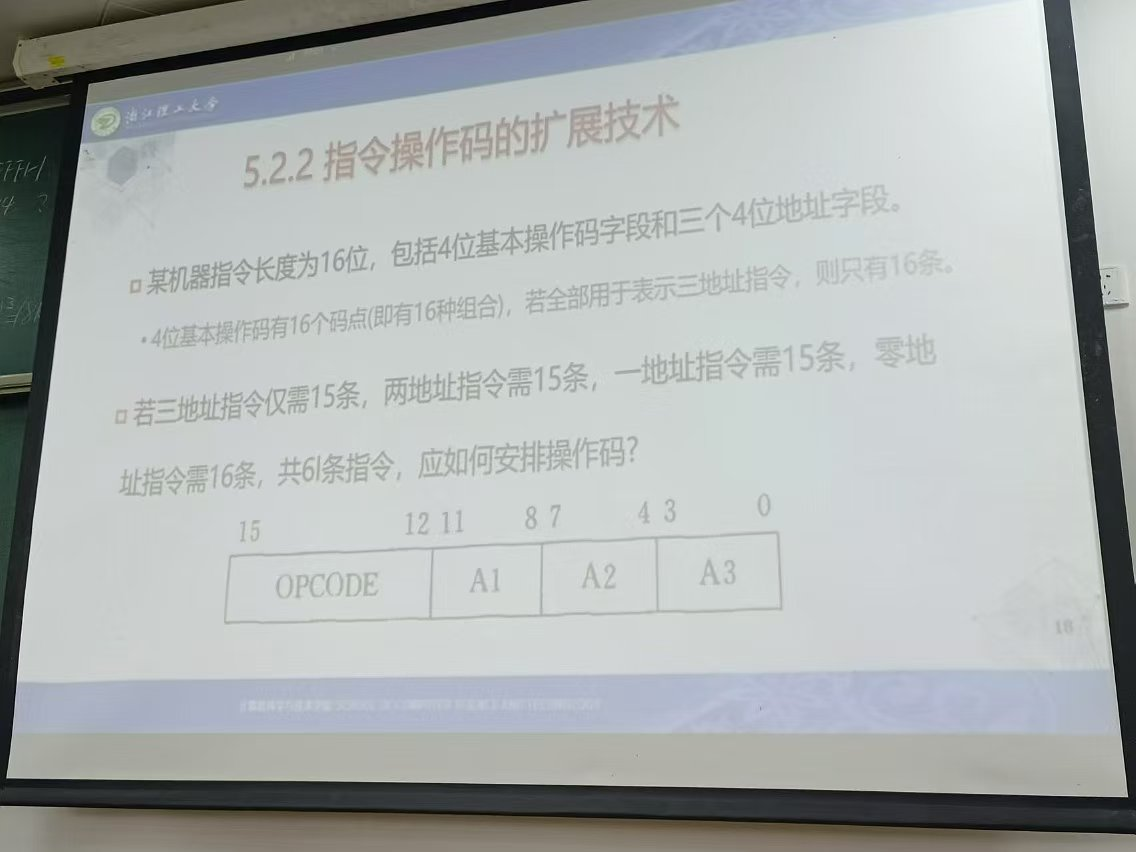 浙江理工大学
5.2.2 指令操作码的扩展技术
某机器指令长度为16位，包括4位基本操作码字段和三个4位地址字段。
•4位基本操作码有16个码点(即有16种组合)，若全部用于表示三地址指令，则只有16条。
若三地址指令仅需15条，两地址指令需15条，一地址指令需15条，零地
址指令需16条，共6l条指令，应如何安排操作码？
15 12 11 8 7 4 3 0
OPCODE A1 A2 A3
18